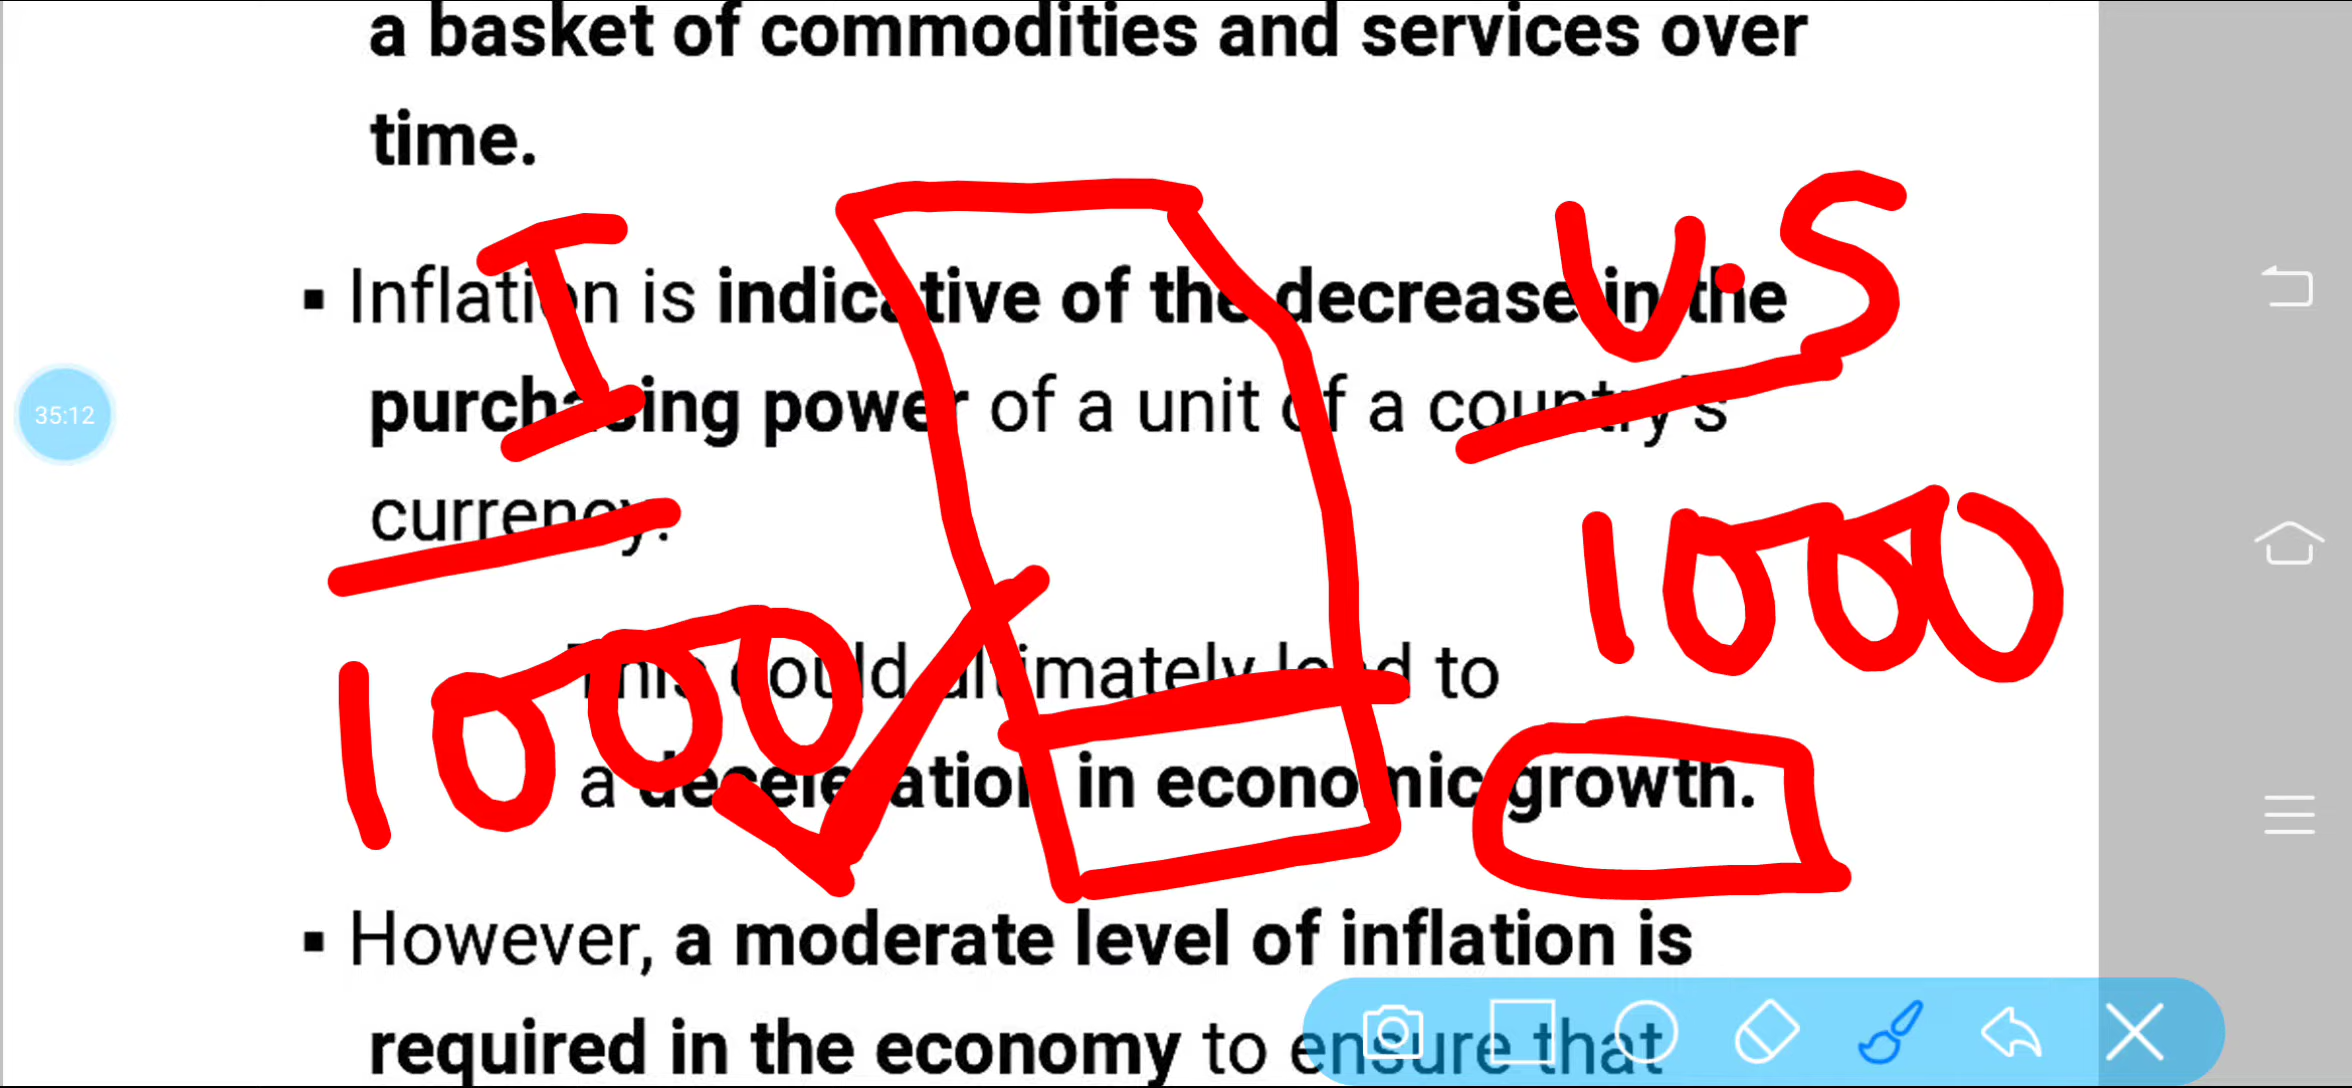 a basket of commodities and services over
time.
I
U.S
▪ Inflation is indicative of the decrease in the
purchasing power of a unit of a country's
35:12
currency.
1000
1000
This could ultimately lead to
a deceleration in economic growth.
▪ However, a moderate level of inflation is
required in the economy to ensure that